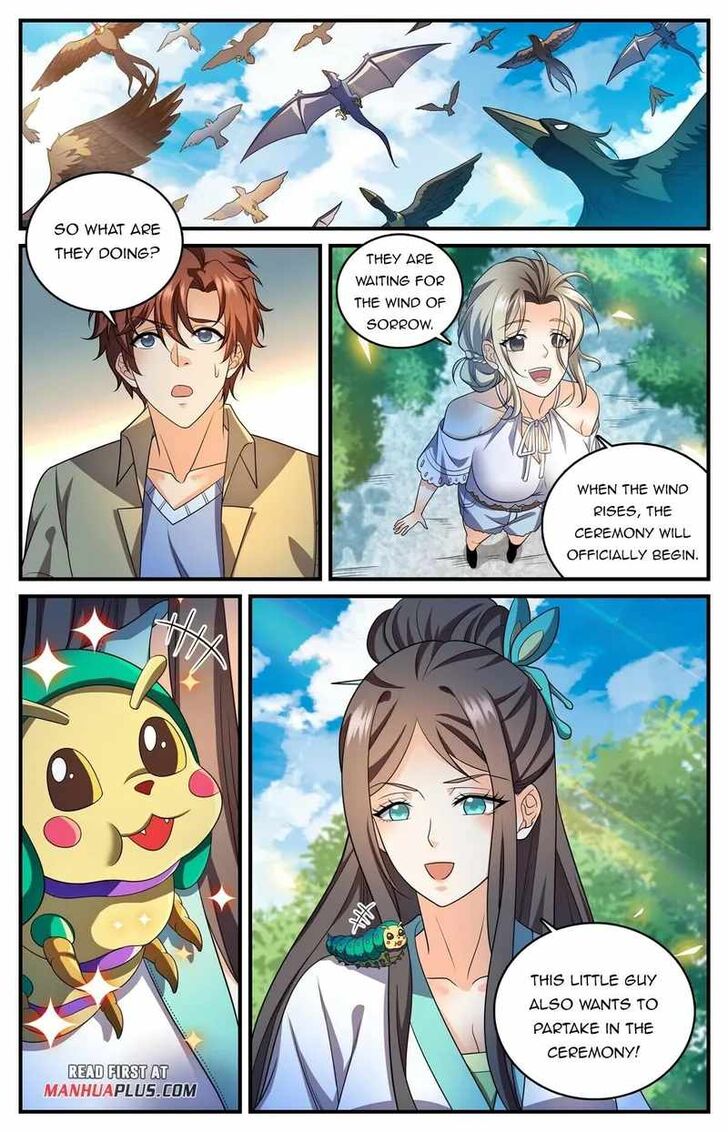 SO WHAT ARE
THEY DOING?
THEY ARE
WAITING FOR
THE WIND OF
SORROW.
WHEN THE WIND
RISES, THE
CEREMONY WILL
OFFICIALLY BEGIN.
READ FIRST AT
MANHUAPLUS.COM
THIS LITTLE GUY
ALSO WANTS TO
PARTAKE IN THE
CEREMONY!